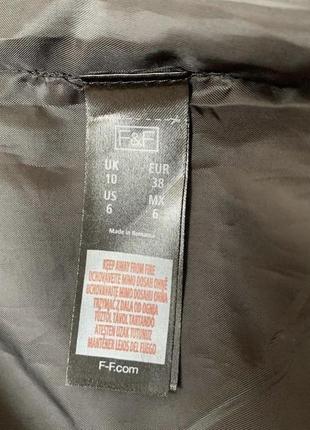 F&F
UK EUR
10 38
US MX
6 6
Made in Romania
KEEP AWAY FROM FIRE
UCHOVÁVEJTE MIMO DOSAH OHNĚ
UCHOVÁVAJTE MIMO DOSAHU OHŇA
TRZYMAĆ Z DALA OD OGNIA
TŰZTŐL TÁVOL TARTANDÓ
ATEŞTEN UZAK TUTUNUZ
MANTENER LEJOS DEL FUEGO
F-F.com